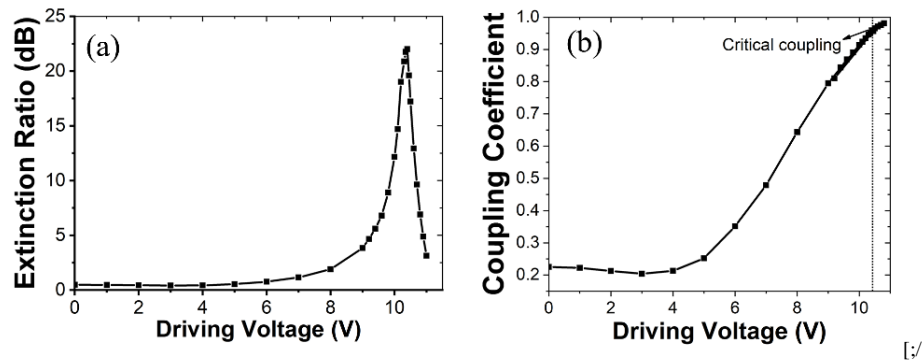 25
20
15
10
5
0
(a)
Extinction Ratio (dB)
0 2 4 6 8 10
Driving Voltage (V)
1.0
0.9
0.8
0.7
0.6
0.5
0.4
0.3
0.2
(b)
Critical coupling
Coupling Coefficient
0 2 4 6 8 10
Driving Voltage (V)
[;/